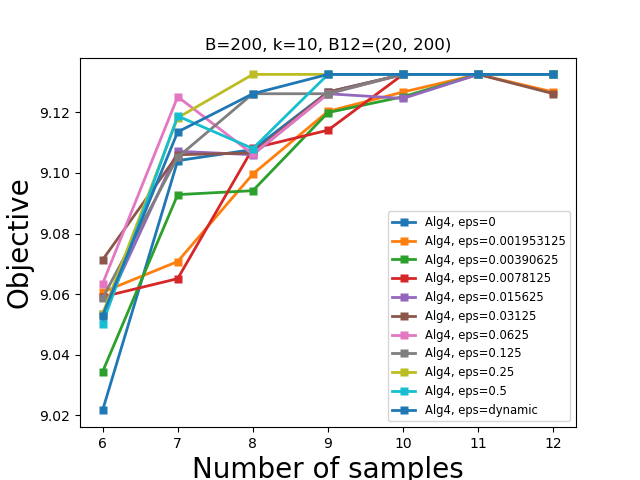 B=200, k=10, B12=(20, 200)
Objective
9.12
9.10
9.08
9.06
9.04
9.02
Alg4, eps=0
Alg4, eps=0.001953125
Alg4, eps=0.00390625
Alg4, eps=0.0078125
Alg4, eps=0.015625
Alg4, eps=0.03125
Alg4, eps=0.0625
Alg4, eps=0.125
Alg4, eps=0.25
Alg4, eps=0.5
Alg4, eps=dynamic
6 7 8 9 10 11 12
Number of samples